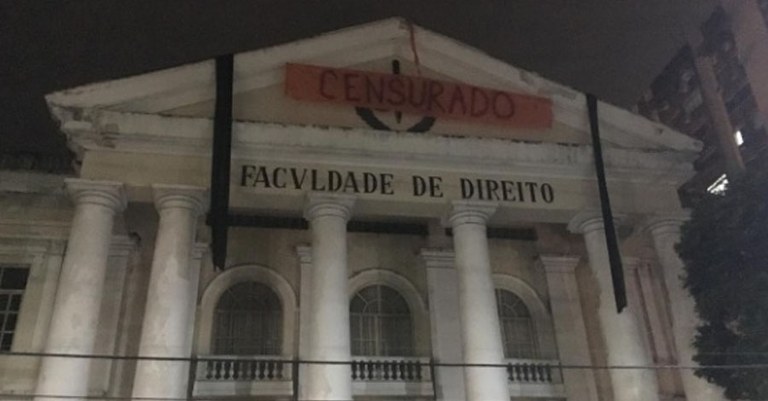 CENSURADO
FACVLDADE DE DIREITO